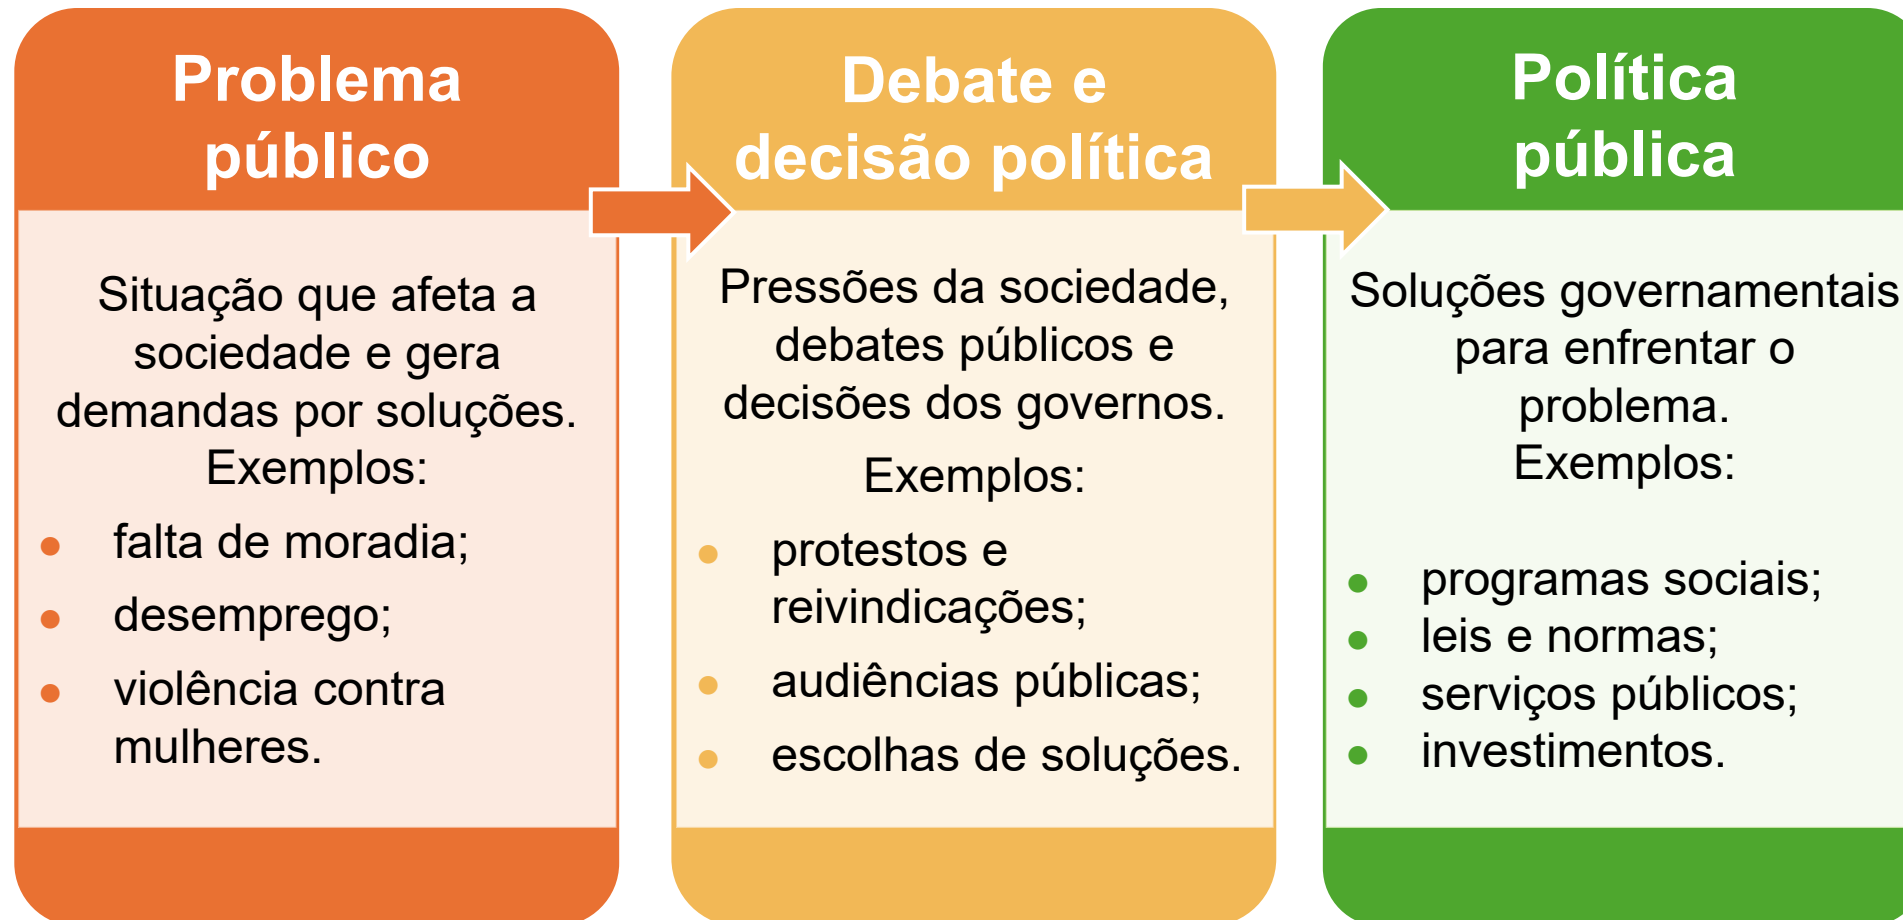 Problema
público
Situação que afeta a
sociedade e gera
demandas por soluções.
Exemplos:
● falta de moradia;
● desemprego;
● violência contra
mulheres.
Debate e
decisão política
Pressões da sociedade,
debates públicos e
decisões dos governos.
Exemplos:
● protestos e
reivindicações;
● audiências públicas;
● escolhas de soluções.
Política
pública
Soluções governamentais
para enfrentar o
problema.
Exemplos:
● programas sociais;
● leis e normas;
● serviços públicos;
● investimentos.